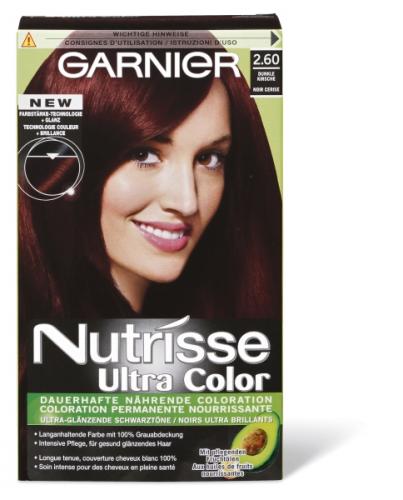 WICHTIGE HINWEISE
CONSIGNES D'UTILISATION / ISTRUZIONI D'USO
GARNIER
2.60
DUNKLE
KIRSCHE
NOIR CERISE
NEW
FARBSTÄRKE-TECHNOLOGIE
+ GLANZ
TECHNOLOGIE COULEUR
+ BRILLANCE
Nutrisse
Ultra Color
DAUERHAFTE NÄHRENDE COLORATION
COLORATION PERMANENTE NOURRISSANTE
ULTRA-GLÄNZENDE SCHWARZTÖNE / NOIRS ULTRA BRILLANTS
• Langanhaltende Farbe mit 100% Grauabdeckung
• Intensive Pflege, für gesund glänzendes Haar
• Longue tenue, couverture cheveux blanc 100%
• Soin intense pour des cheveux en pleine santé
Mit pflegenden
Fruchtölen
Aux huiles de fruits
nourrissantes